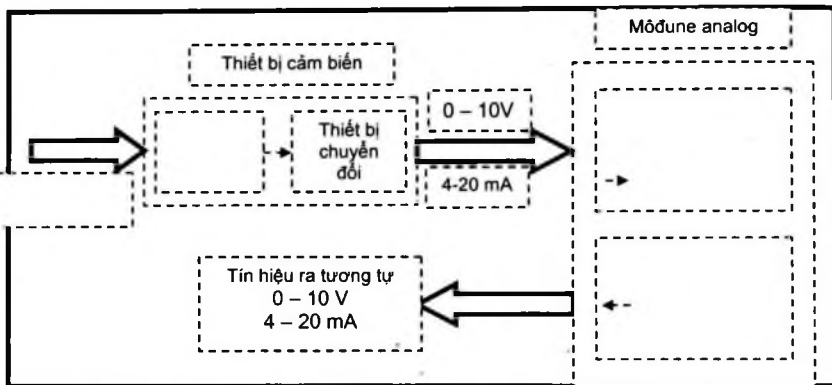 Môđune analog
Thiết bị cảm biến
0 – 10V
Thiết bị
chuyển
đổi
4-20 mA
Tín hiệu ra tương tự
0 – 10 V
4 – 20 mA